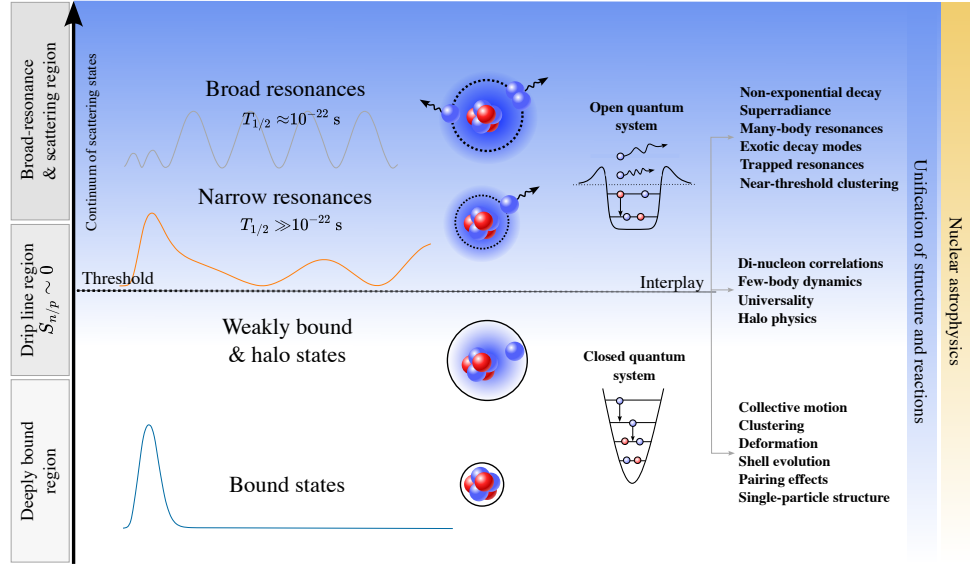 Broad-resonance
& scattering region
Drip line region
S_{n/p} ∼ 0
Deeply bound
region
Continuum of scattering states
Broad resonances
T_{1/2} ≈ 10^{−22} s
Narrow resonances
T_{1/2} ≫ 10^{−22} s
Threshold
Interplay
Weakly bound
& halo states
Bound states
Open quantum
system
Closed quantum
system
Non-exponential decay
Superradiance
Many-body resonances
Exotic decay modes
Trapped resonances
Near-threshold clustering
Di-nucleon correlations
Few-body dynamics
Universality
Halo physics
Collective motion
Clustering
Deformation
Shell evolution
Pairing effects
Single-particle structure
Unification of structure and reactions
Nuclear astrophysics